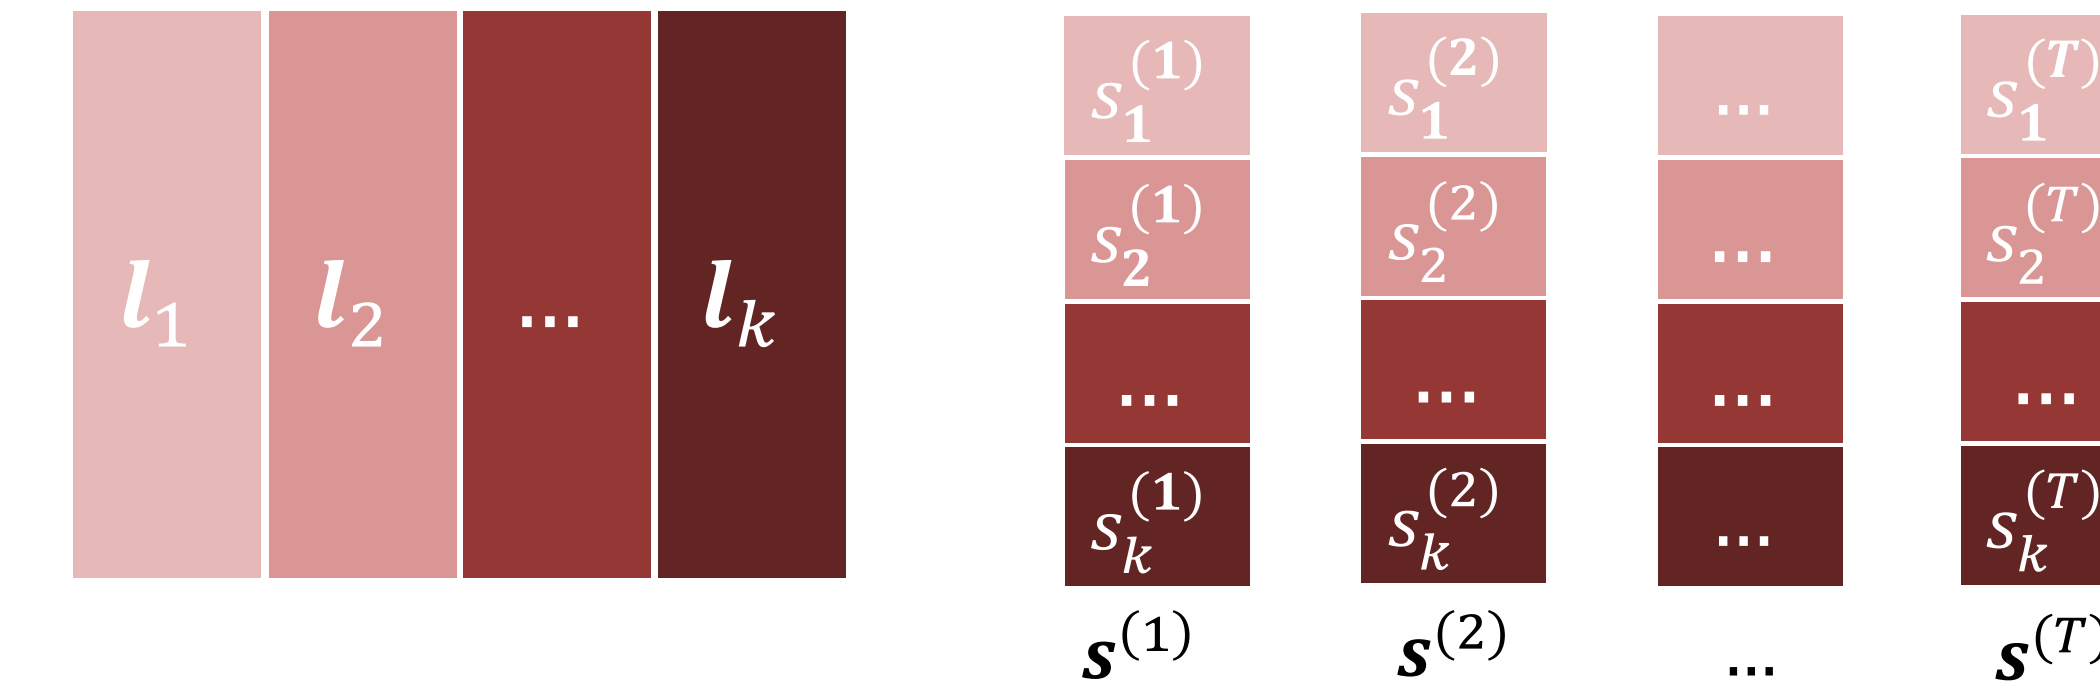 𝒍₁ 𝒍₂ ... 𝒍ₖ
s₁⁽¹⁾ s₁⁽²⁾ ... s₁⁽ᵀ⁾
s₂⁽¹⁾ s₂⁽²⁾ ... s₂⁽ᵀ⁾
... ... ... ...
sₖ⁽¹⁾ sₖ⁽²⁾ ... sₖ⁽ᵀ⁾
𝒔⁽¹⁾ 𝒔⁽²⁾ ... 𝒔⁽ᵀ⁾